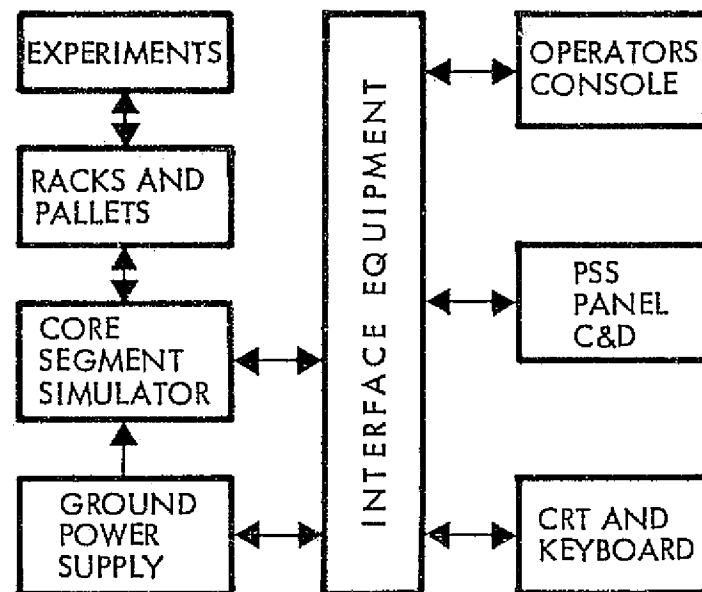 EXPERIMENTS
RACKS AND
PALLETS
CORE
SEGMENT
SIMULATOR
GROUND
POWER
SUPPLY
INTERFACE EQUIPMENT
OPERATORS
CONSOLE
PSS
PANEL
C&D
CRT AND
KEYBOARD